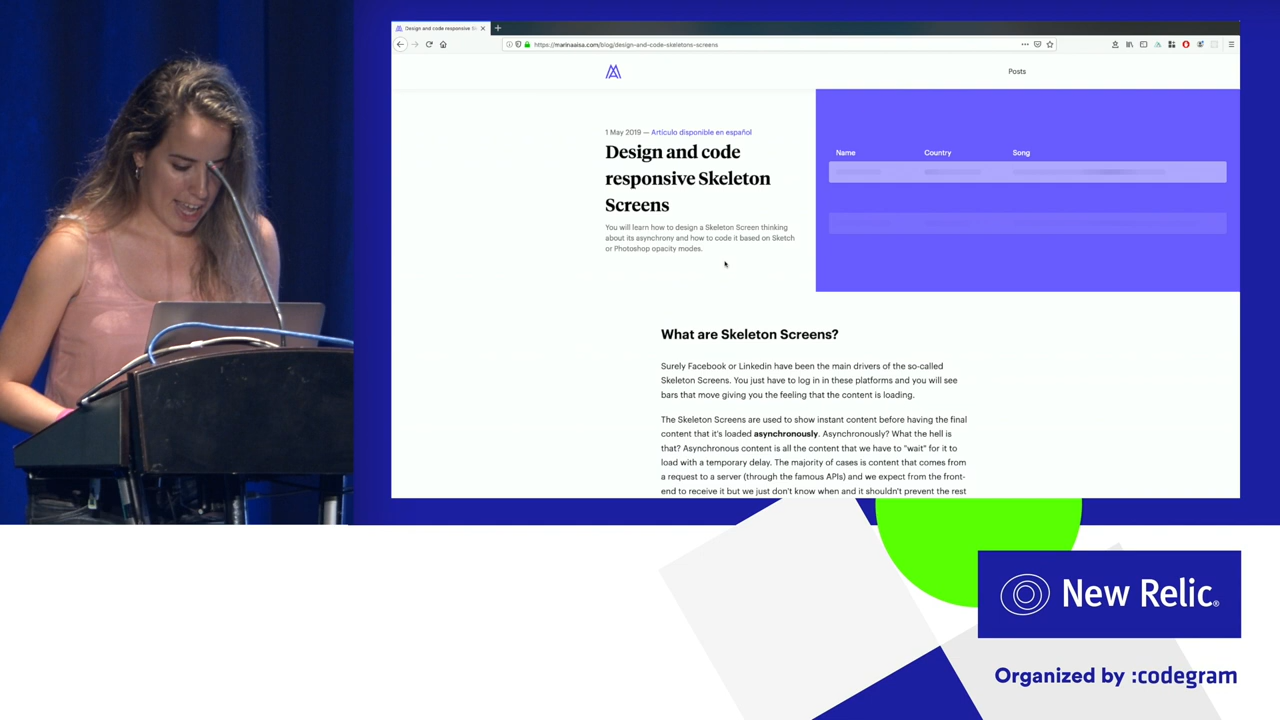 Design and code responsive Sk
https://marinaaisa.com/blog/design-and-code-skeletons-screens
Posts
1 May 2019 — Artículo disponible en español
Design and code
responsive Skeleton
Screens
You will learn how to design a Skeleton Screen thinking
about its asynchrony and how to code it based on Sketch
or Photoshop opacity modes.
Name Country Song
What are Skeleton Screens?
Surely Facebook or Linkedin have been the main drivers of the so-called
Skeleton Screens. You just have to log in in these platforms and you will see
bars that move giving you the feeling that the content is loading.
The Skeleton Screens are used to show instant content before having the final
content that it's loaded asynchronously. Asynchronously? What the hell is
that? Asynchronous content is all the content that we have to "wait" for it to
load with a temporary delay. The majority of cases is content that comes from
a request to a server (through the famous APIs) and we expect from the front-
end to receive it but we just don't know when and it shouldn't prevent the rest
New Relic®
Organized by :codegram